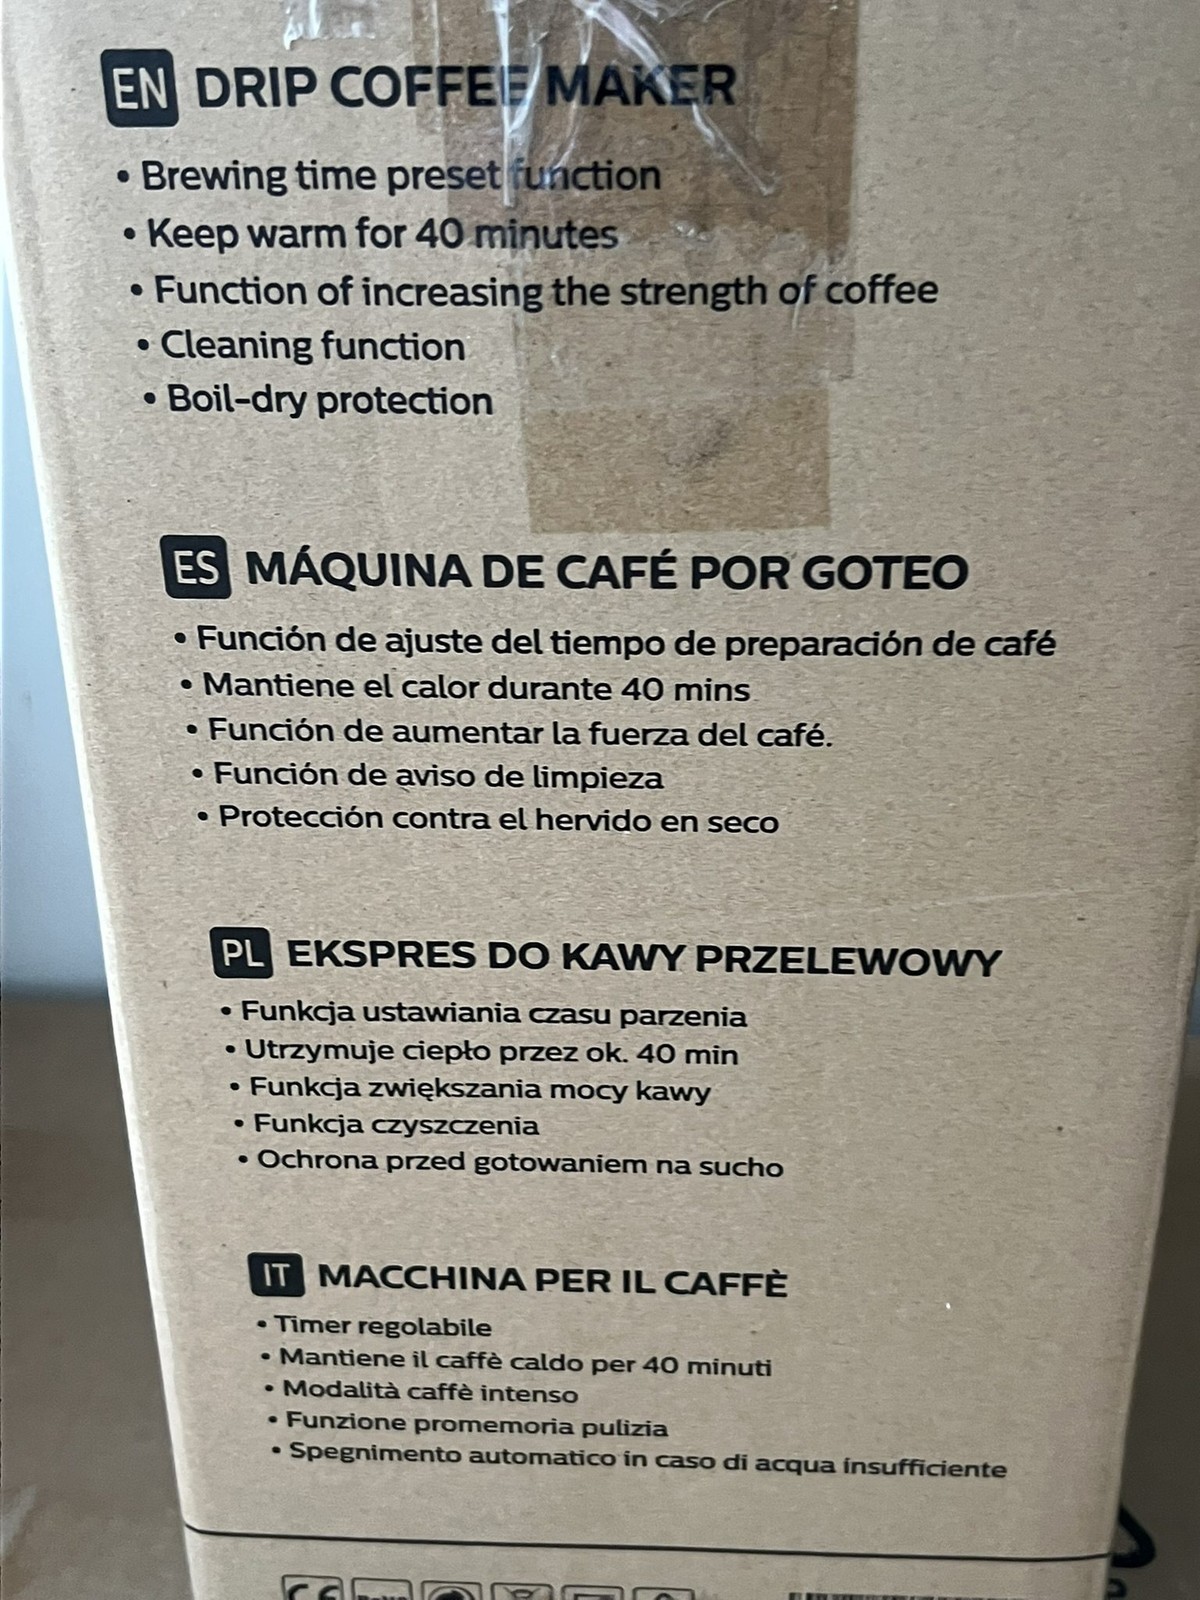 EN DRIP COFFEE MAKER
• Brewing time preset function
• Keep warm for 40 minutes
• Function of increasing the strength of coffee
• Cleaning function
• Boil-dry protection
ES MÁQUINA DE CAFÉ POR GOTEO
• Función de ajuste del tiempo de preparación de café
• Mantiene el calor durante 40 mins
• Función de aumentar la fuerza del café.
• Función de aviso de limpieza
• Protección contra el hervido en seco
PL EKSPRES DO KAWY PRZELEWOWY
• Funkcja ustawiania czasu parzenia
• Utrzymuje ciepło przez ok. 40 min
• Funkcja zwiększania mocy kawy
• Funkcja czyszczenia
• Ochrona przed gotowaniem na sucho
IT MACCHINA PER IL CAFFÈ
• Timer regolabile
• Mantiene il caffè caldo per 40 minuti
• Modalità caffè intenso
• Funzione promemoria pulizia
• Spegnimento automatico in caso di acqua insufficiente
CE